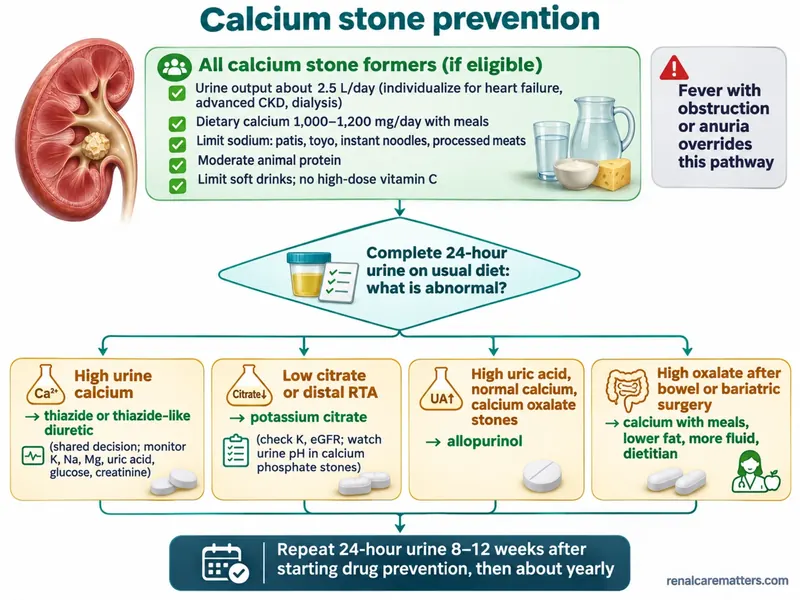 Calcium stone prevention
All calcium stone formers (if eligible)
Urine output about 2.5 L/day (individualize for heart failure,
advanced CKD, dialysis)
Dietary calcium 1,000–1,200 mg/day with meals
Limit sodium: patis, toyo, instant noodles, processed meats
Moderate animal protein
Limit soft drinks; no high-dose vitamin C
!
Fever with
obstruction
or anuria
overrides
this pathway
Complete 24-hour
urine on usual diet:
what is abnormal?
Ca²⁺
High urine
calcium
→ thiazide or thiazide-like
diuretic
(shared decision; monitor
K, Na, Mg, uric acid,
glucose, creatinine)
Citrate↓
Low citrate
or distal RTA
→ potassium citrate
(check K, eGFR; watch
urine pH in calcium
phosphate stones)
UA↑
High uric acid,
normal calcium,
calcium oxalate
stones
→ allopurinol
High oxalate after
bowel or bariatric
surgery
→ calcium with meals,
lower fat, more fluid,
dietitian
Repeat 24-hour urine 8–12 weeks after
starting drug prevention, then about yearly
renalcarematters.com